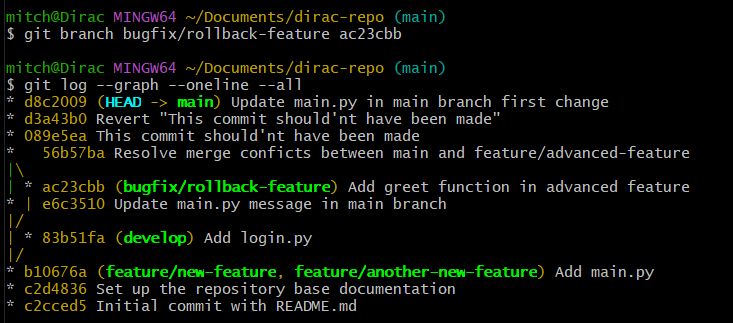 mitch@Dirac MINGW64 ~/Documents/dirac-repo (main)
$ git branch bugfix/rollback-feature ac23cbb
mitch@Dirac MINGW64 ~/Documents/dirac-repo (main)
$ git log --graph --oneline --all
* d8c2009 (HEAD -> main) Update main.py in main branch first change
* d3a43b0 Revert "This commit should'nt have been made"
* 089e5ea This commit should'nt have been made
*   56b57ba Resolve merge conficts between main and feature/advanced-feature
|\
| * ac23cbb (bugfix/rollback-feature) Add greet function in advanced feature
* | e6c3510 Update main.py message in main branch
|/
| * 83b51fa (develop) Add login.py
|/
* b10676a (feature/new-feature, feature/another-new-feature) Add main.py
* c2d4836 Set up the repository base documentation
* c2cced5 Initial commit with README.md